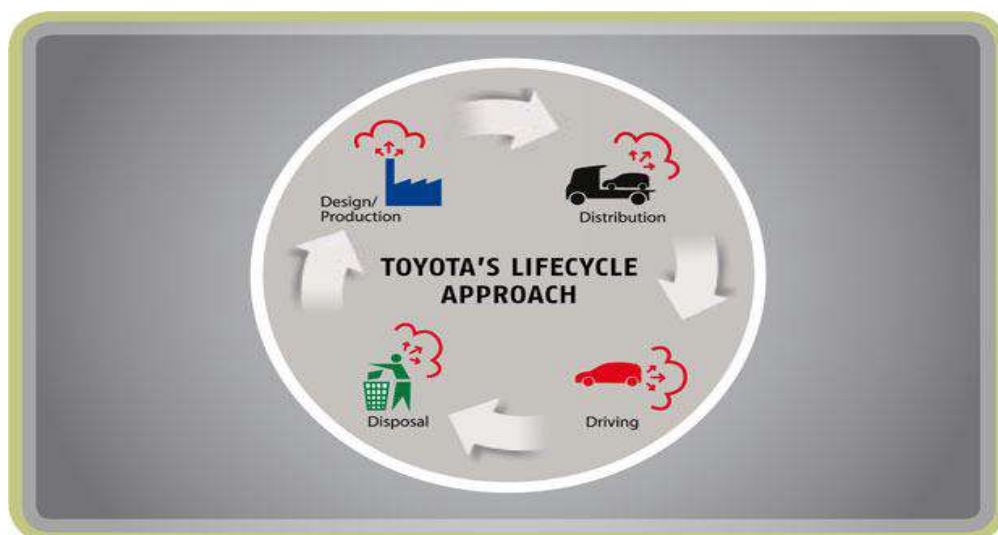 Design/
Production
Distribution
TOYOTA'S LIFECYCLE
APPROACH
Disposal
Driving